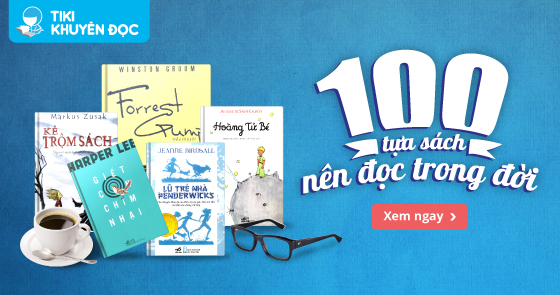 TIKI
KHUYÊN ĐỌC
WINSTON GROOM
Forrest
Gump
Markus Zusak
KẺ
TRỘM SÁCH
Hoàng Tử Bé
HARPER LEE
GIẾT
CON
CHIM
NHẠI
JEANNE BIRDSALL
LŨ TRẺ NHÀ
PENDERWICKS
100
tựa sách
nên đọc trong đời
Xem ngay